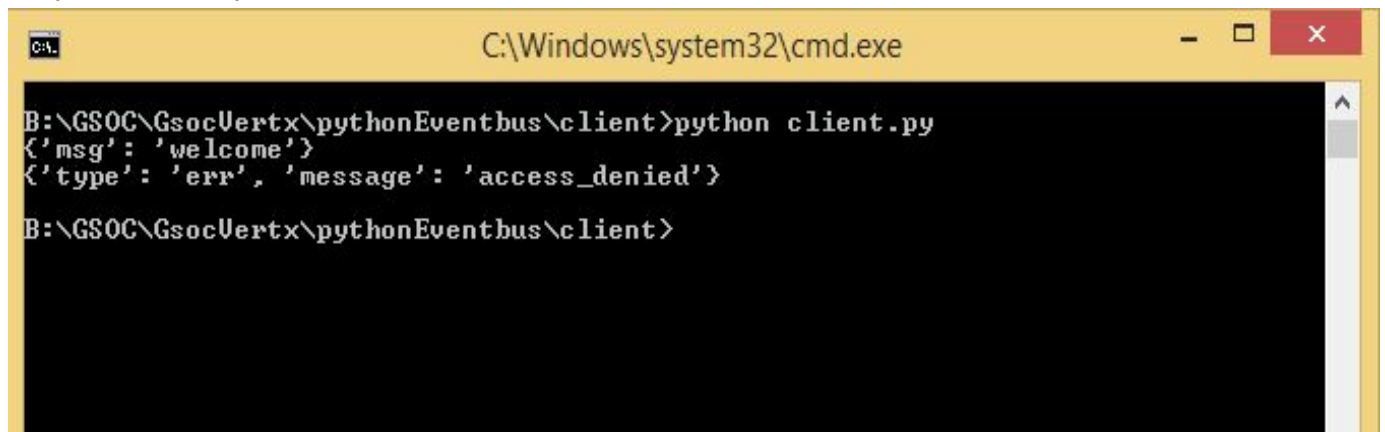 C:\Windows\system32\cmd.exe
B:\GSOC\GsocVertx\pythonEventbus\client>python client.py
{'msg': 'welcome'}
{'type': 'err', 'message': 'access_denied'}
B:\GSOC\GsocVertx\pythonEventbus\client>